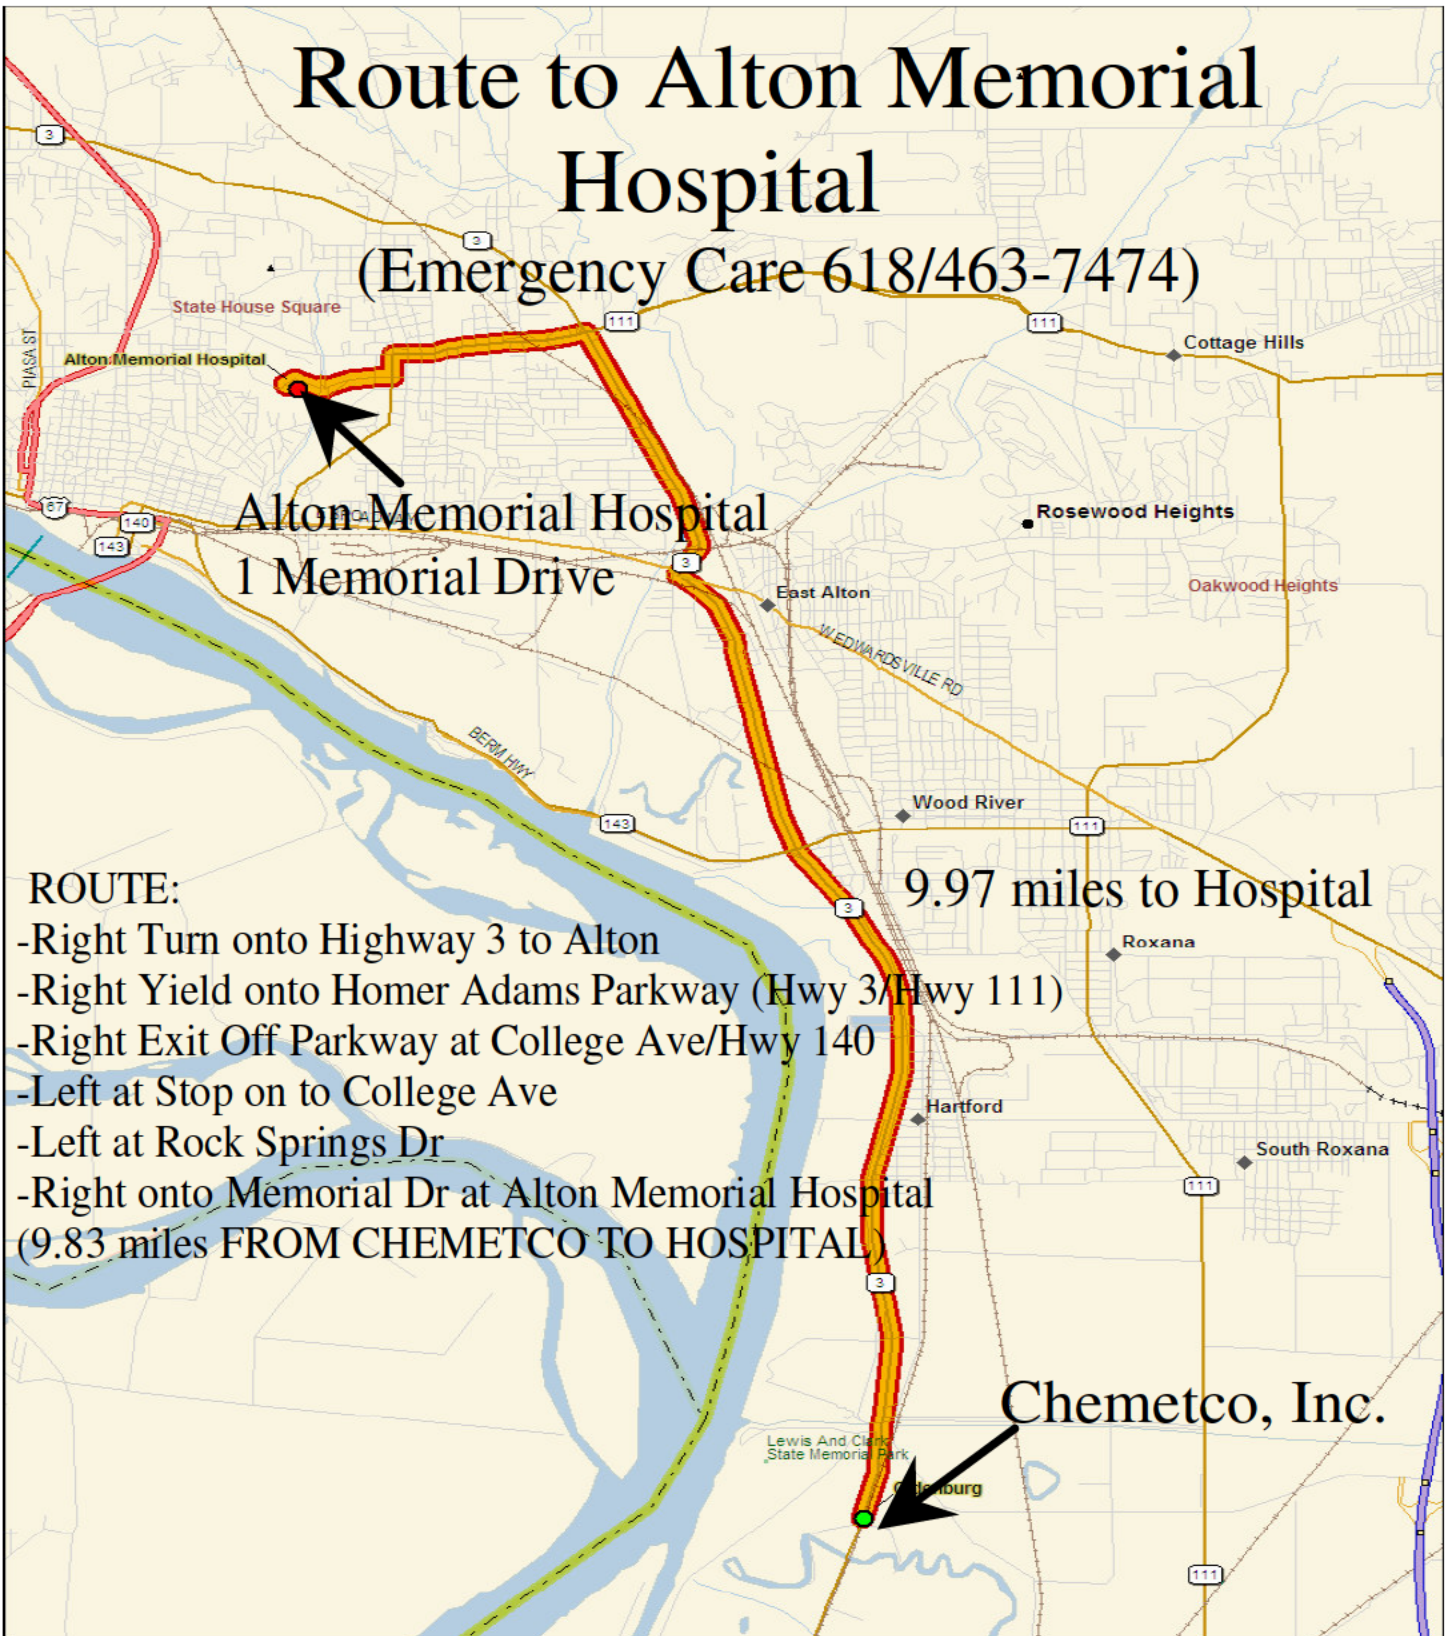 Route to Alton Memorial
Hospital
(Emergency Care 618/463-7474)
3
3
State House Square
111
111
Cottage Hills
PIASA ST
Alton Memorial Hospital
67
140
143
Alton Memorial Hospital
BROADWAY
1 Memorial Drive
3
East Alton
Rosewood Heights
Oakwood Heights
W EDWARDSVILLE RD
BERM HWY
143
Wood River
111
9.97 miles to Hospital
3
Roxana
ROUTE:
-Right Turn onto Highway 3 to Alton
-Right Yield onto Homer Adams Parkway (Hwy 3/Hwy 111)
-Right Exit Off Parkway at College Ave/Hwy 140
-Left at Stop on to College Ave
-Left at Rock Springs Dr
-Right onto Memorial Dr at Alton Memorial Hospital
(9.83 miles FROM CHEMETCO TO HOSPITAL)
Hartford
South Roxana
111
3
Chemetco, Inc.
Lewis And Clark
State Memorial Park
111